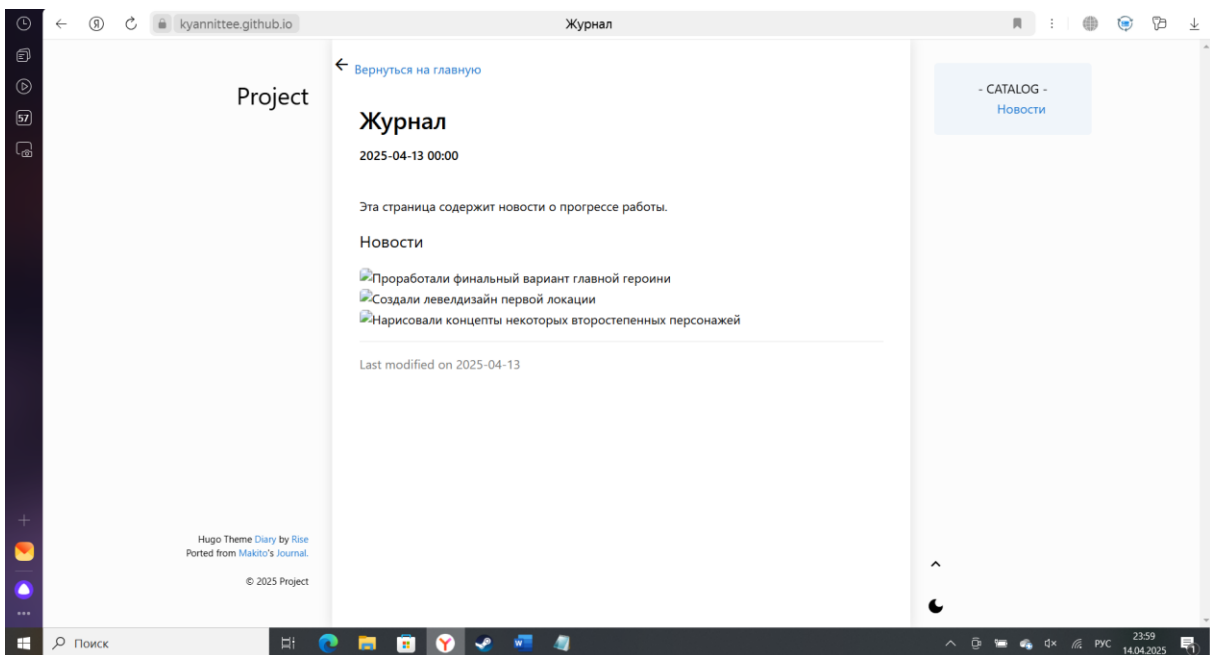 kyannittee.github.io
Журнал
57
Project
Вернуться на главную
Журнал
2025-04-13 00:00
Эта страница содержит новости о прогрессе работы.
Новости
Проработали финальный вариант главной героини
Создали левелдизайн первой локации
Нарисовали концепты некоторых второстепенных персонажей
Last modified on 2025-04-13
- CATALOG -
Новости
Hugo Theme Diary by Rise
Ported from Makito's Journal.
© 2025 Project
Поиск
РУС
23:59
14.04.2025